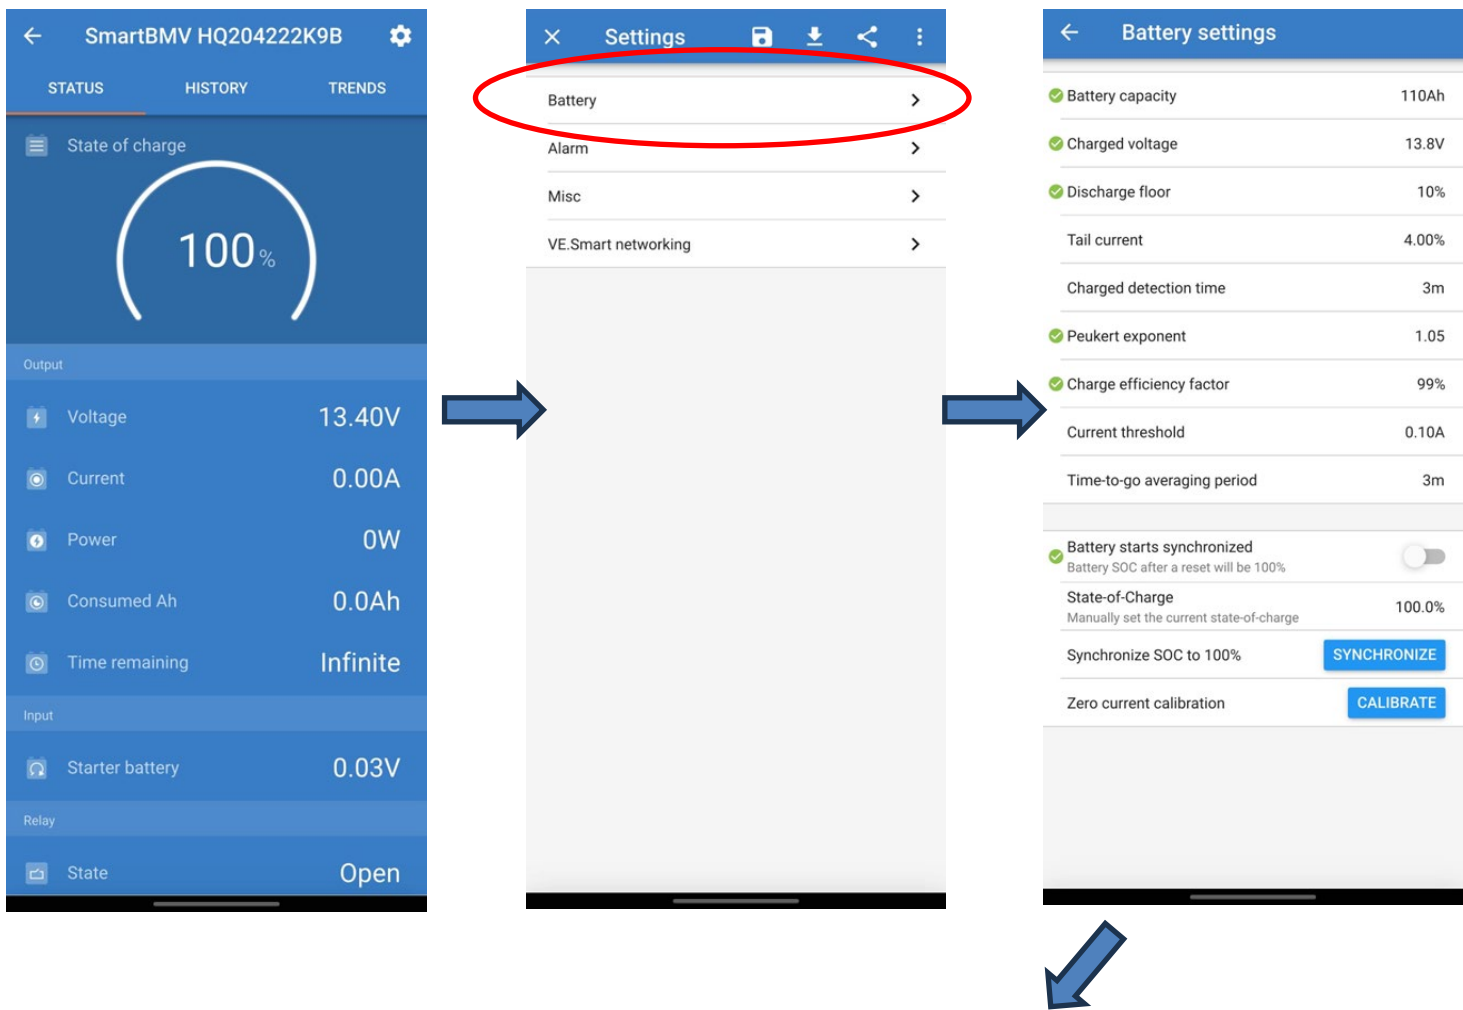 SmartBMV HQ204222K9B
STATUS HISTORY TRENDS
State of charge
100%
Output
Voltage 13.40V
Current 0.00A
Power 0W
Consumed Ah 0.0Ah
Time remaining Infinite
Input
Starter battery 0.03V
Relay
State Open
Settings
Battery
Alarm
Misc
VE.Smart networking
Battery settings
Battery capacity 110Ah
Charged voltage 13.8V
Discharge floor 10%
Tail current 4.00%
Charged detection time 3m
Peukert exponent 1.05
Charge efficiency factor 99%
Current threshold 0.10A
Time-to-go averaging period 3m
Battery starts synchronized
Battery SOC after a reset will be 100%
State-of-Charge 100.0%
Manually set the current state-of-charge
Synchronize SOC to 100% SYNCHRONIZE
Zero current calibration CALIBRATE